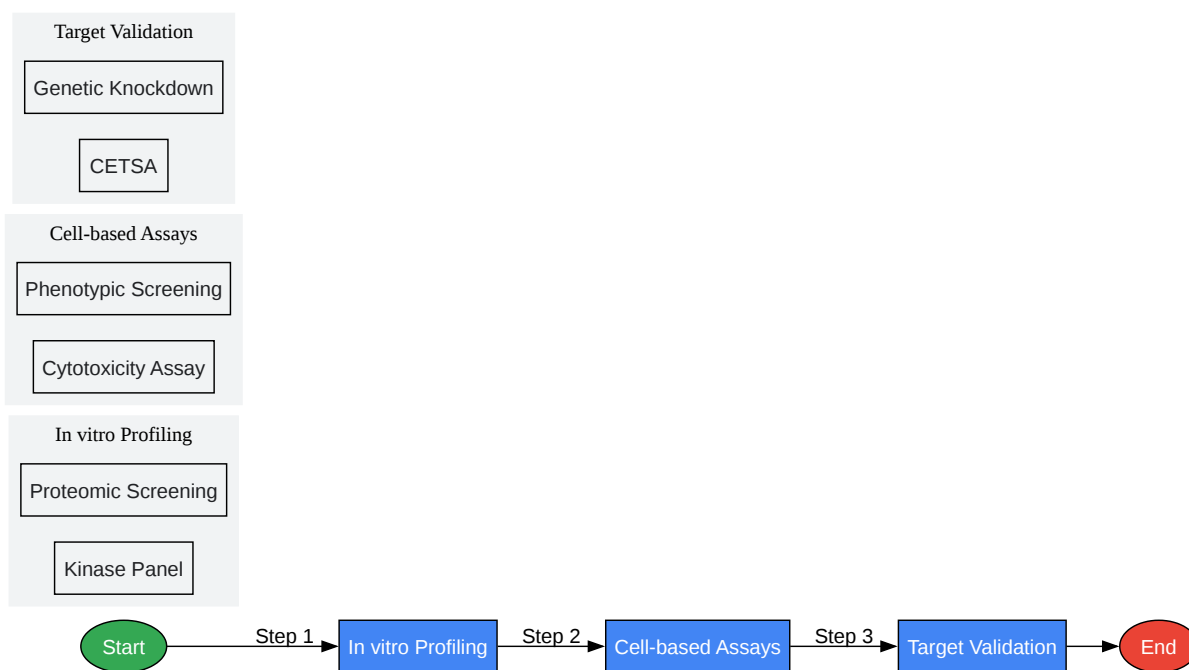 Target Validation
Genetic Knockdown
CETSA
Cell-based Assays
Phenotypic Screening
Cytotoxicity Assay
In vitro Profiling
Proteomic Screening
Kinase Panel
Start
Step 1
In vitro Profiling
Step 2
Cell-based Assays
Step 3
Target Validation
End